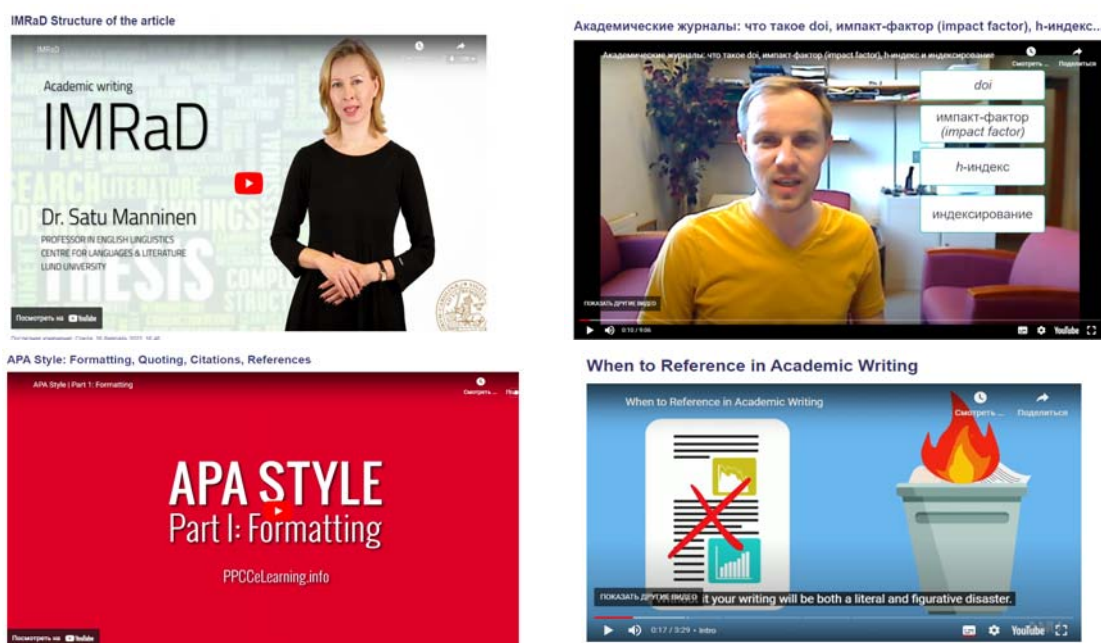 IMRaD Structure of the article
IMRaD
Academic writing
IMRaD
Dr. Satu Manninen
PROFESSOR IN ENGLISH LINGUISTICS
CENTRE FOR LANGUAGES & LITERATURE
LUND UNIVERSITY
SEARCH LITERATURE
THESIS
Посмотреть на YouTube
Академические журналы: что такое doi, импакт-фактор (impact factor), h-индекс...
Академические журналы: что такое doi, импакт-фактор (impact factor), h-индекс и индексирование
Смотреть ... Поделиться
doi
импакт-фактор
(impact factor)
h-индекс
индексирование
ПОКАЗАТЬ ДРУГИЕ ВИДЕО
0:10 / 9:06
YouTube
APA Style: Formatting, Quoting, Citations, References
APA Style | Part 1: Formatting
Смотреть ...
APA STYLE
Part I: Formatting
PPCCeLearning.info
Посмотреть на YouTube
When to Reference in Academic Writing
When to Reference in Academic Writing
Смотреть ... Поделиться
ПОКАЗАТЬ ДРУГИЕ ВИДЕО
it your writing will be both a literal and figurative disaster.
0:17 / 3:29 • Intro
YouTube